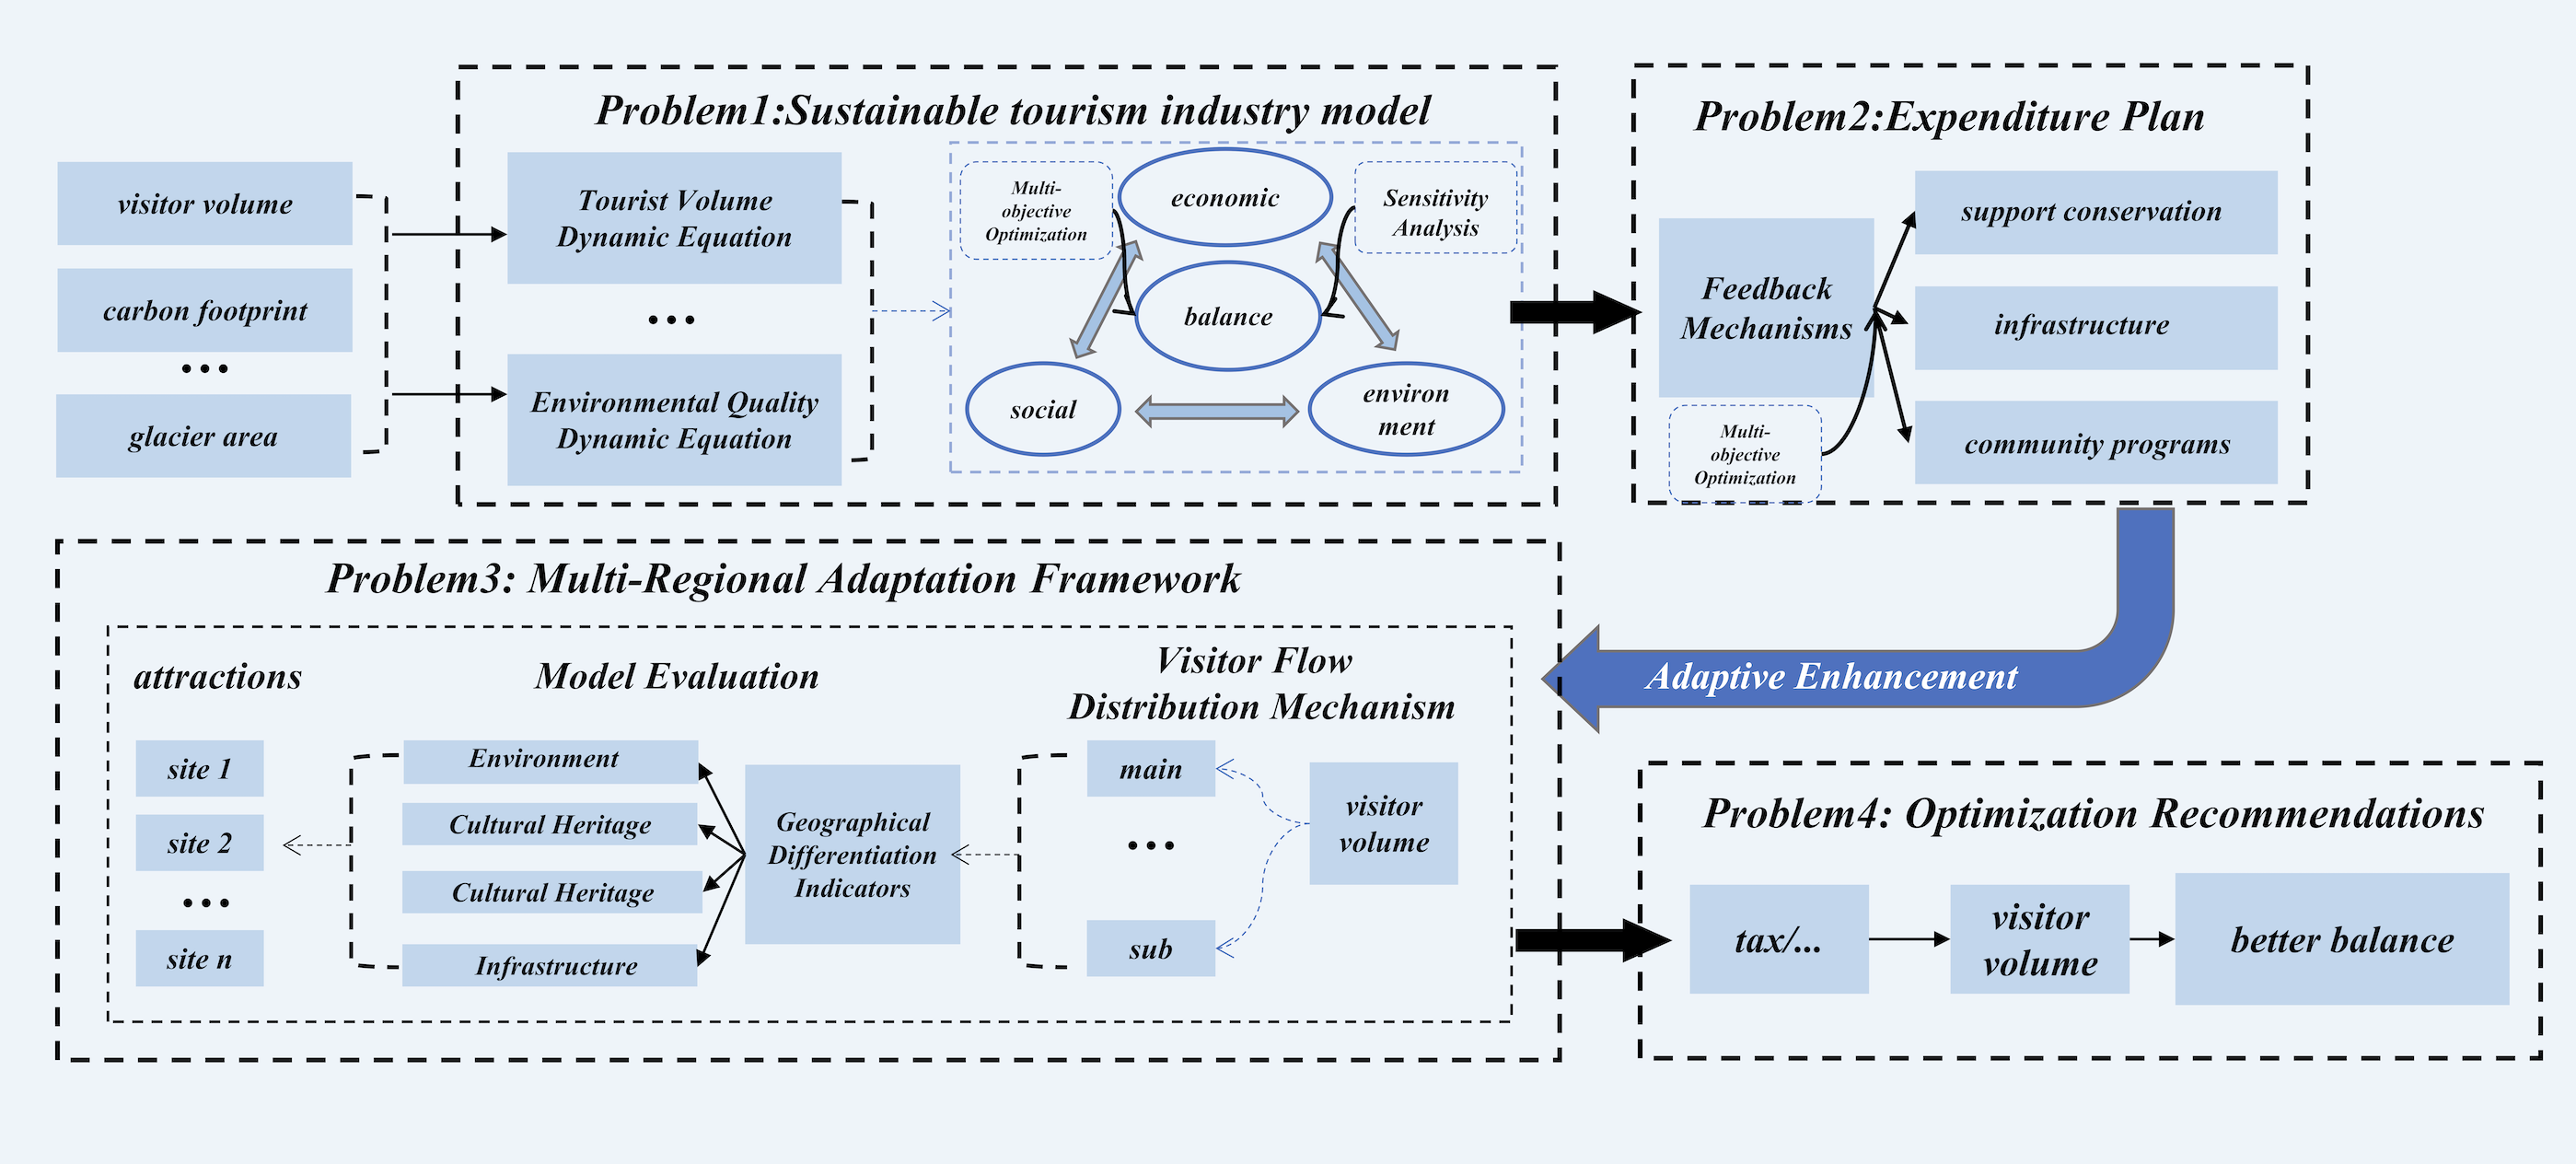 Problem1:Sustainable tourism industry model
visitor volume
carbon footprint
...
glacier area
Tourist Volume
Dynamic Equation
...
Environmental Quality
Dynamic Equation
Multi-
objective
Optimization
economic
Sensitivity
Analysis
balance
social
environ
ment
Problem2:Expenditure Plan
Feedback
Mechanisms
Multi-
objective
Optimization
support conservation
infrastructure
community programs
Adaptive Enhancement
Problem3: Multi-Regional Adaptation Framework
attractions
site 1
site 2
...
site n
Model Evaluation
Environment
Cultural Heritage
Cultural Heritage
Infrastructure
Geographical
Differentiation
Indicators
Visitor Flow
Distribution Mechanism
main
...
sub
visitor
volume
Problem4: Optimization Recommendations
tax/...
visitor
volume
better balance